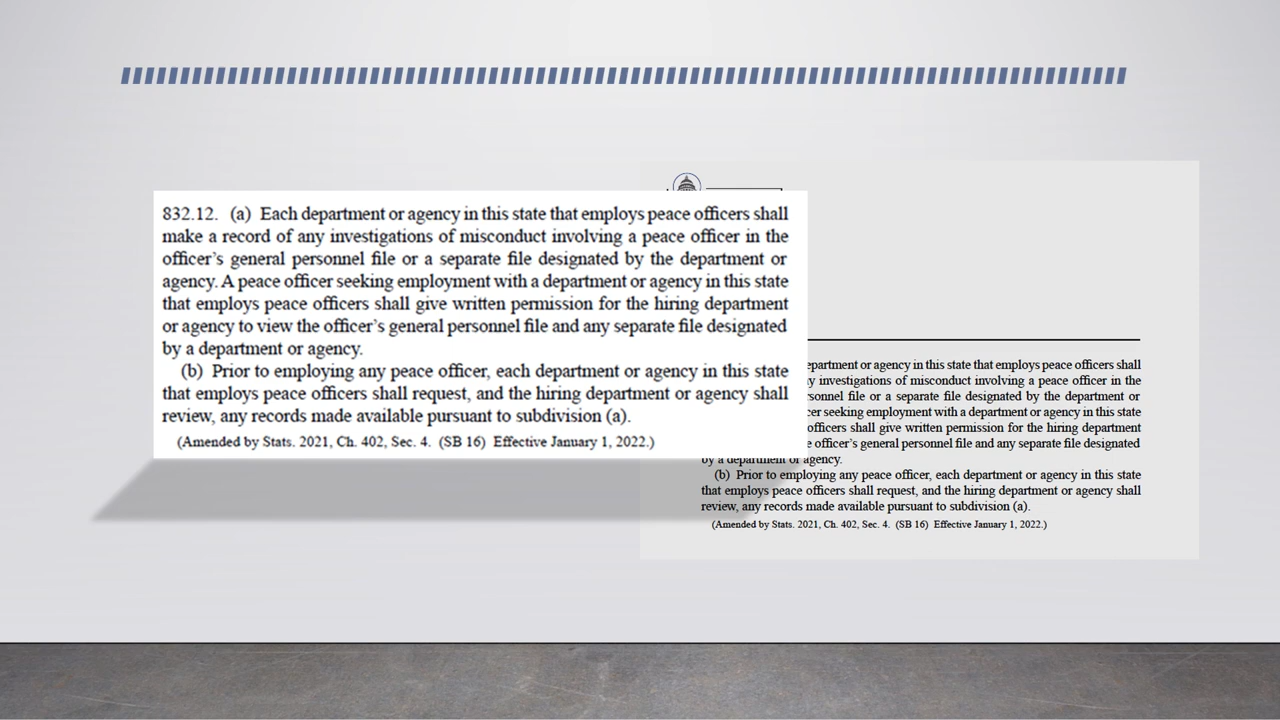 832.12. (a) Each department or agency in this state that employs peace officers shall
make a record of any investigations of misconduct involving a peace officer in the
officer's general personnel file or a separate file designated by the department or
agency. A peace officer seeking employment with a department or agency in this state
that employs peace officers shall give written permission for the hiring department
or agency to view the officer's general personnel file and any separate file designated
by a department or agency.
(b) Prior to employing any peace officer, each department or agency in this state
that employs peace officers shall request, and the hiring department or agency shall
review, any records made available pursuant to subdivision (a).
(Amended by Stats. 2021, Ch. 402, Sec. 4. (SB 16) Effective January 1, 2022.)
department or agency in this state that employs peace officers shall
investigations of misconduct involving a peace officer in the
file or a separate file designated by the department or
seeking employment with a department or agency in this state
officers shall give written permission for the hiring department
officer's general personnel file and any separate file designated
by a department or agency.
(b) Prior to employing any peace officer, each department or agency in this state
that employs peace officers shall request, and the hiring department or agency shall
review, any records made available pursuant to subdivision (a).
(Amended by Stats. 2021, Ch. 402, Sec. 4. (SB 16) Effective January 1, 2022.)